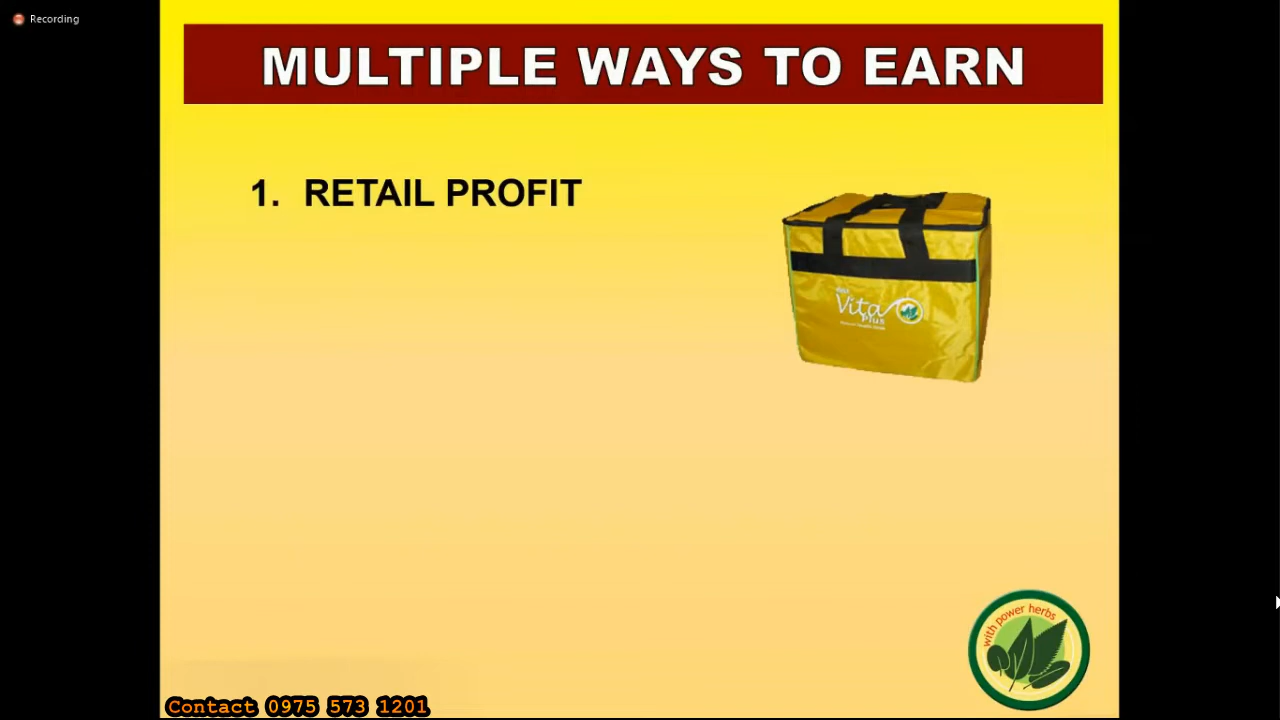 Recording
MULTIPLE WAYS TO EARN
1. RETAIL PROFIT
Vita
Plus
with power herbs
Contact 0975 573 1201